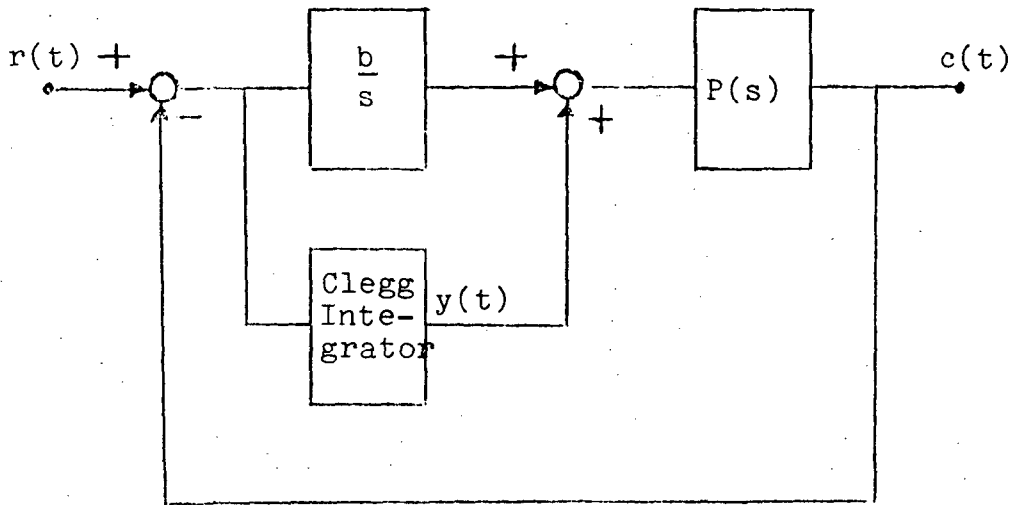 r(t) +
-
b
s
+
+
P(s)
c(t)
Clegg
Inte-
grator
y(t)